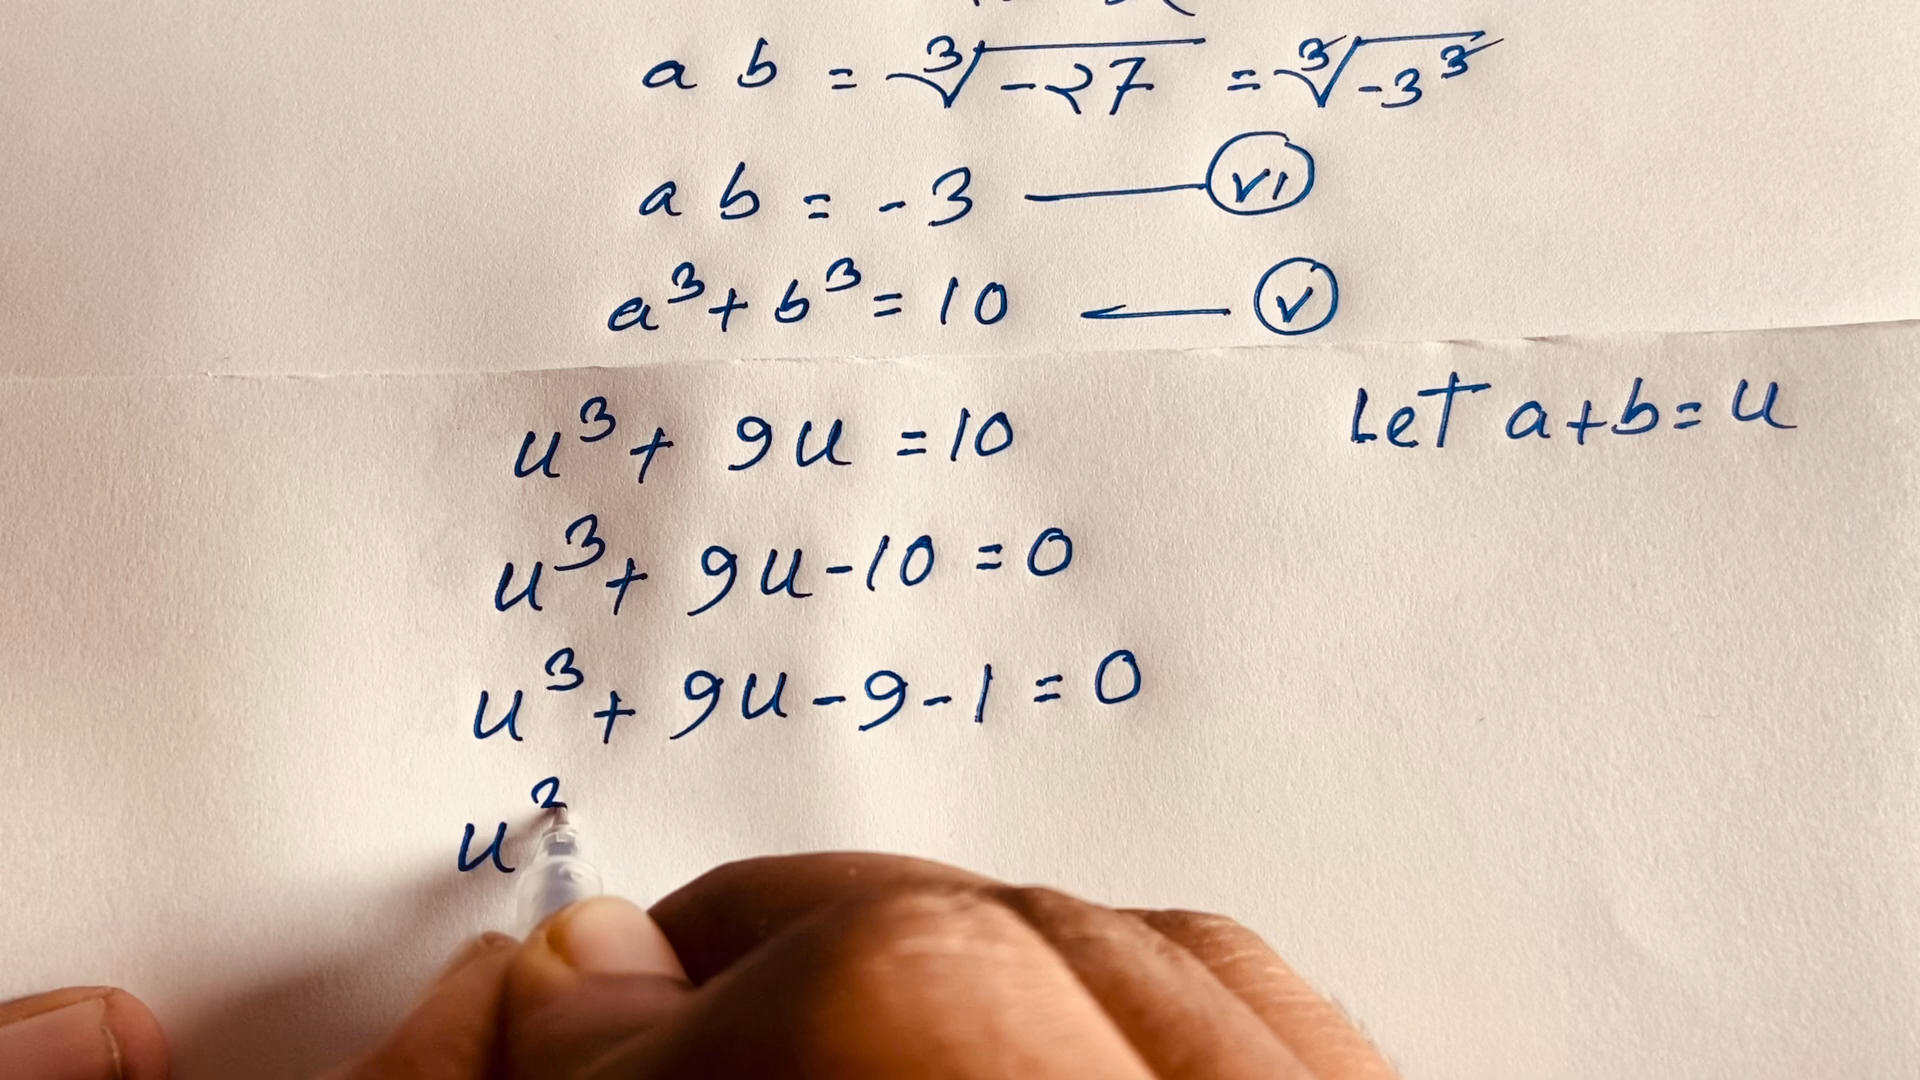 a b = ∛-27 = ∛-3³
a b = -3 — (vi)
a³ + b³ = 10 ← (v)
u³ + 9u = 10 Let a+b = u
u³ + 9u - 10 = 0
u³ + 9u - 9 - 1 = 0
u